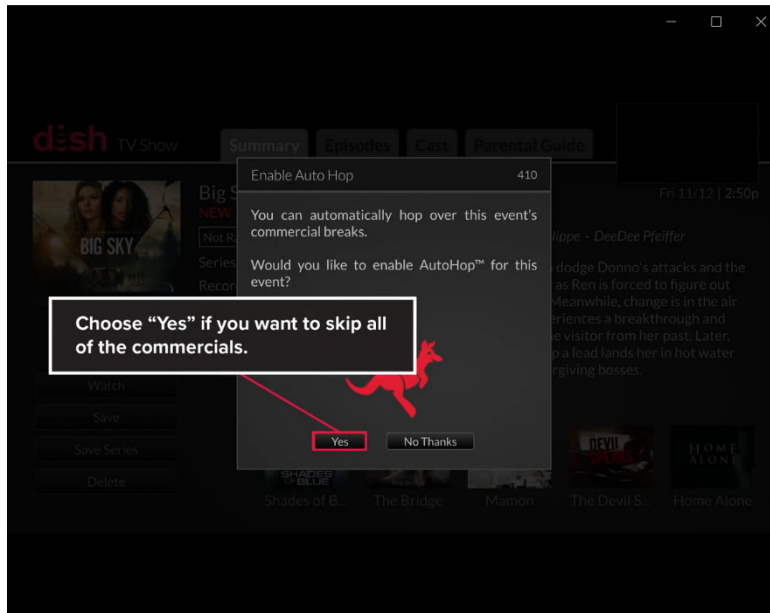 dish TV Show
Summary
Episodes
Cast
Parental Guide
Enable Auto Hop 410
Big S
NEW
Not R
Series
Recor
Fri 11/12 | 2:50p
BIG SKY
You can automatically hop over this event's
commercial breaks.
Would you like to enable AutoHop™ for this
event?
lippe - DeeDee Pfeiffer
dodge Donno's attacks and the
as Ren is forced to figure out
Meanwhile, change is in the air
eriences a breakthrough and
e visitor from her past. Later,
p a lead lands her in hot water
rgiving bosses.
Choose “Yes” if you want to skip all
of the commercials.
Watch
Save
Save Series
Delete
Yes
No Thanks
SHADES
OF BLUE
DEVIL
SPEAKS
HOME
ALONE
Shades of B...
The Bridge
Mamon
The Devil S...
Home Alone